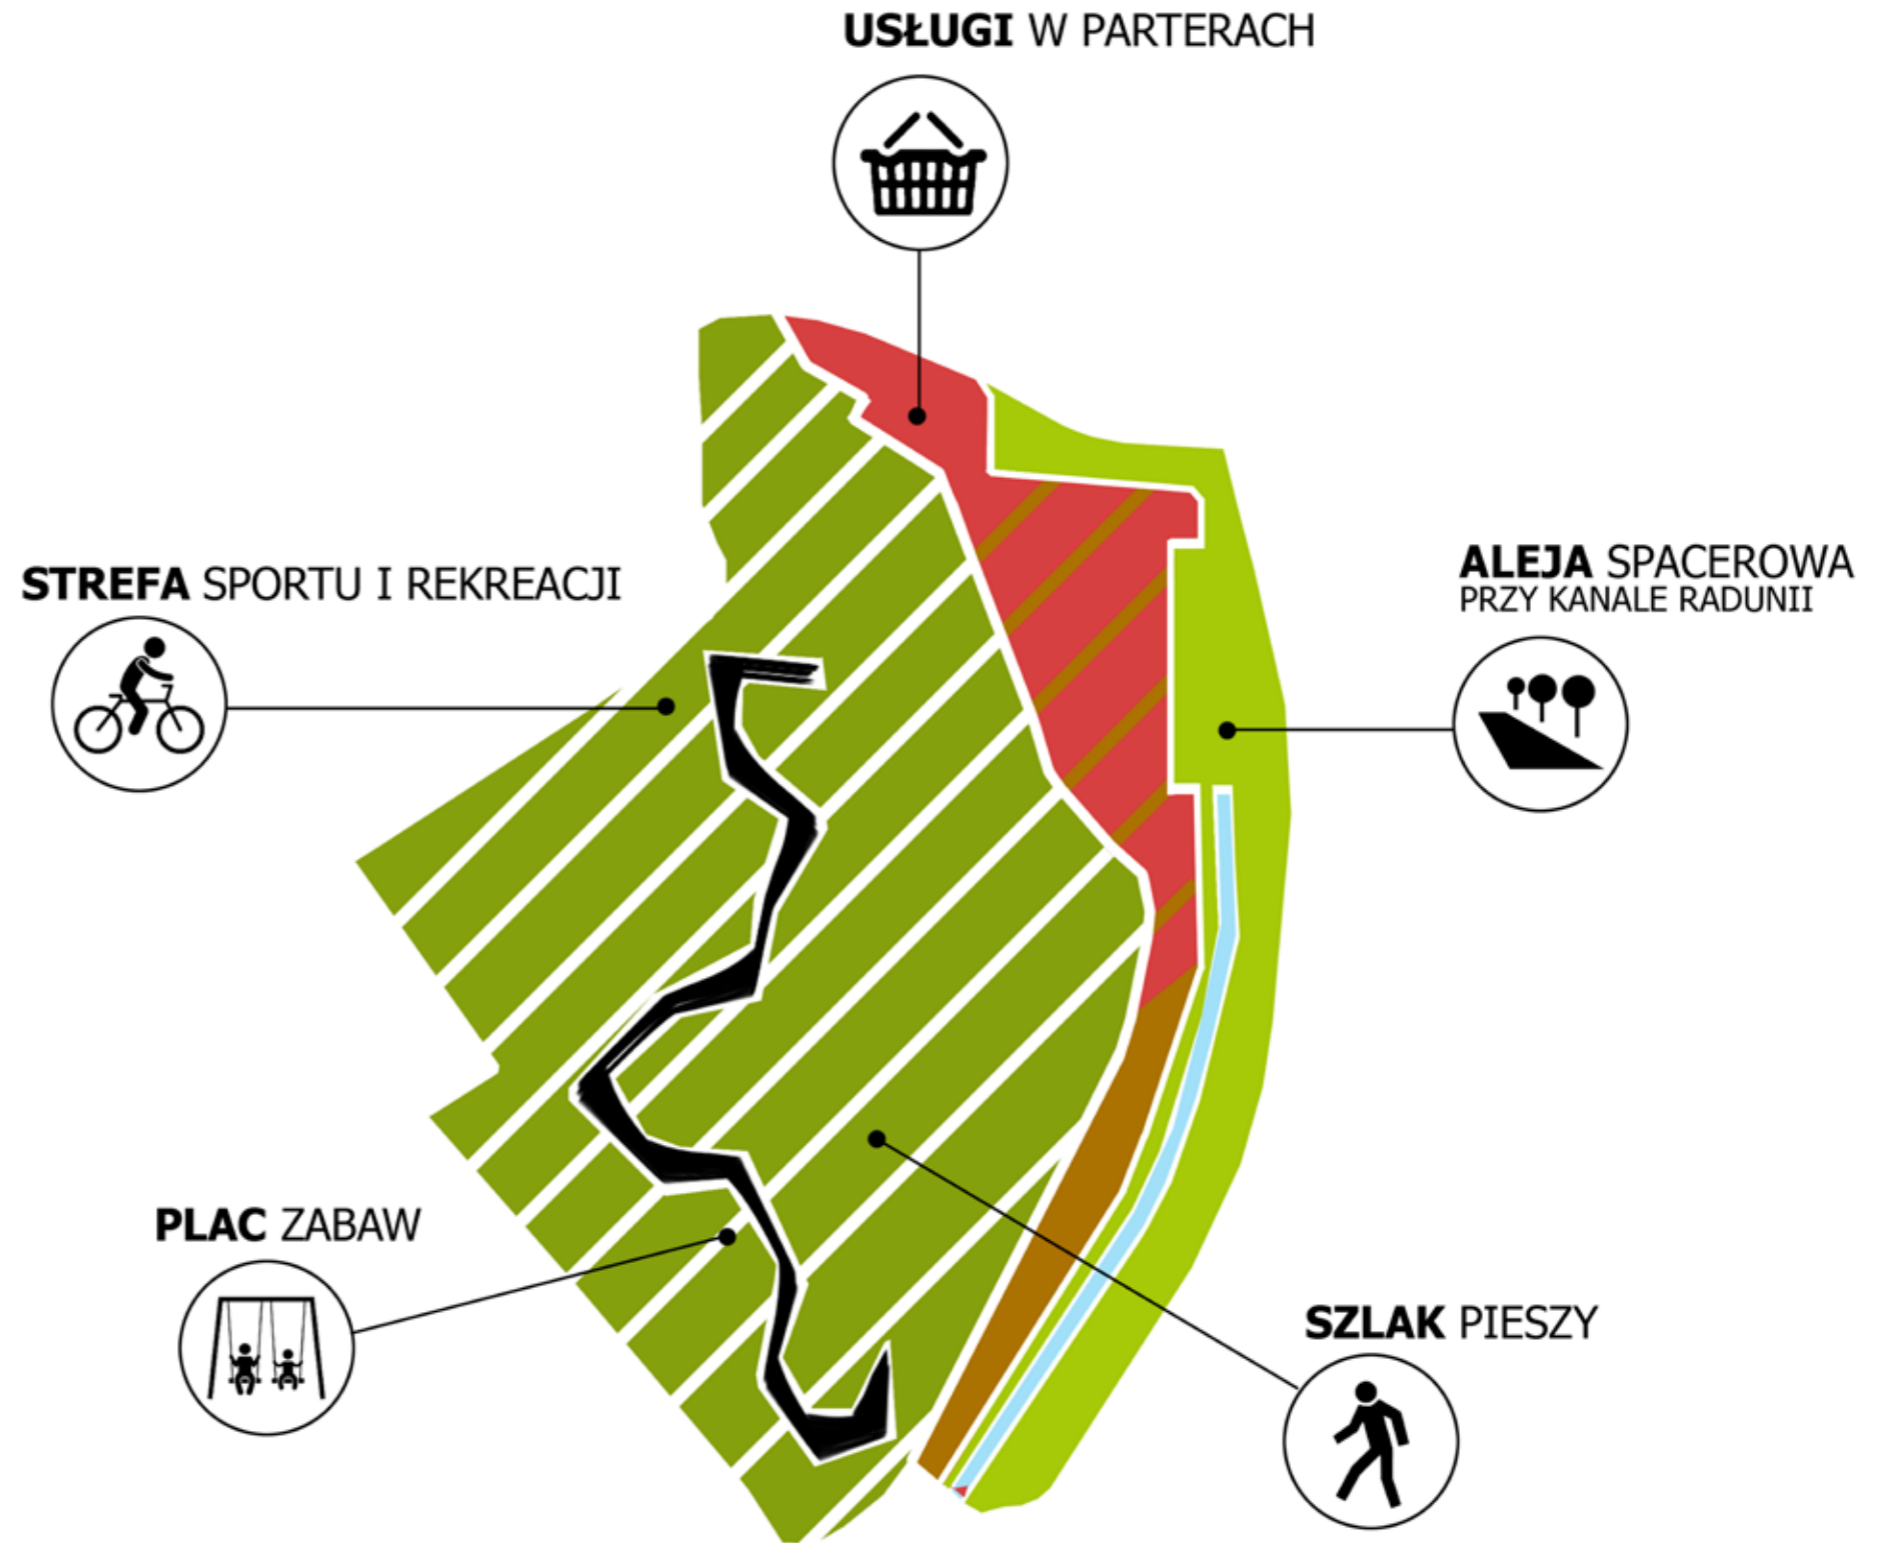 USŁUGI W PARTERACH
STREFA SPORTU I REKREACJI
ALEJA SPACEROWA
PRZY KANALE RADUNII
PLAC ZABAW
SZLAK PIESZY